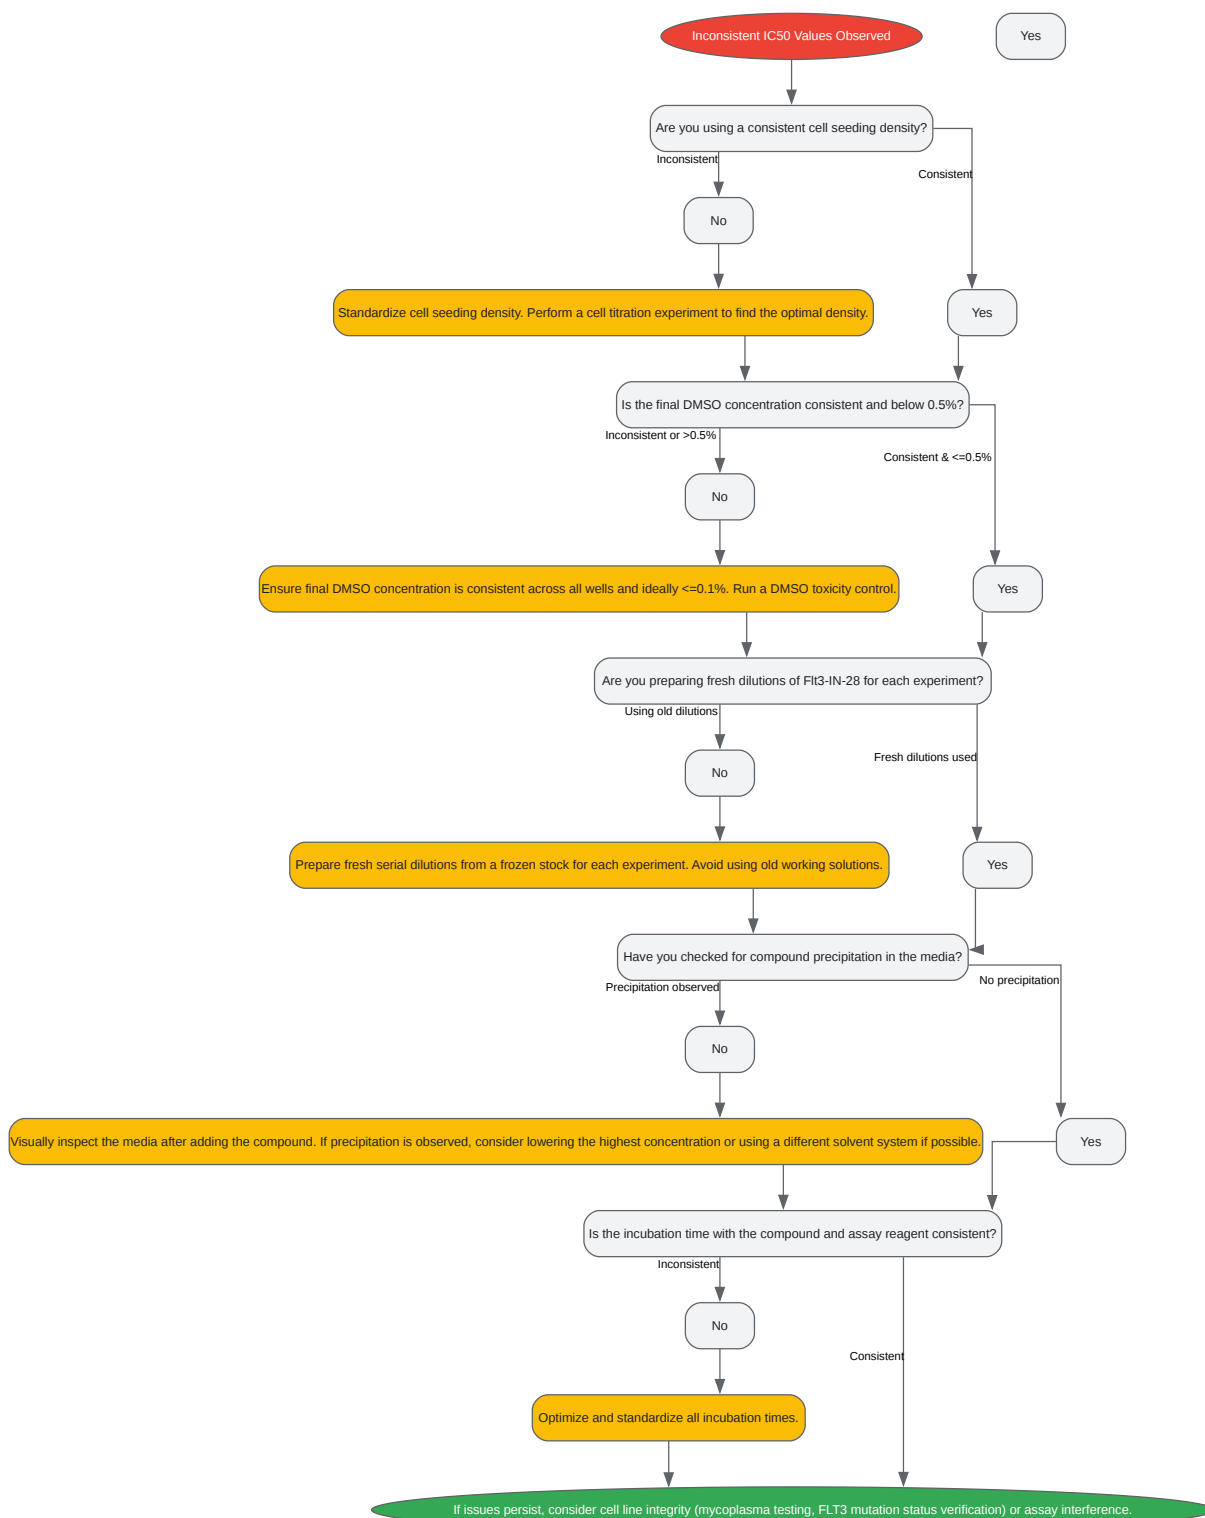 Inconsistent IC50 Values Observed
Yes
Are you using a consistent cell seeding density?
Inconsistent
Consistent
No
Standardize cell seeding density. Perform a cell titration experiment to find the optimal density.
Yes
Is the final DMSO concentration consistent and below 0.5%?
Inconsistent or >0.5%
Consistent & <=0.5%
No
Ensure final DMSO concentration is consistent across all wells and ideally <=0.1%. Run a DMSO toxicity control.
Yes
Are you preparing fresh dilutions of Flt3-IN-28 for each experiment?
Using old dilutions
Fresh dilutions used
No
Prepare fresh serial dilutions from a frozen stock for each experiment. Avoid using old working solutions.
Yes
Have you checked for compound precipitation in the media?
Precipitation observed
No precipitation
No
Visually inspect the media after adding the compound. If precipitation is observed, consider lowering the highest concentration or using a different solvent system if possible.
Yes
Is the incubation time with the compound and assay reagent consistent?
Inconsistent
No
Consistent
Optimize and standardize all incubation times.
If issues persist, consider cell line integrity (mycoplasma testing, FLT3 mutation status verification) or assay interference.